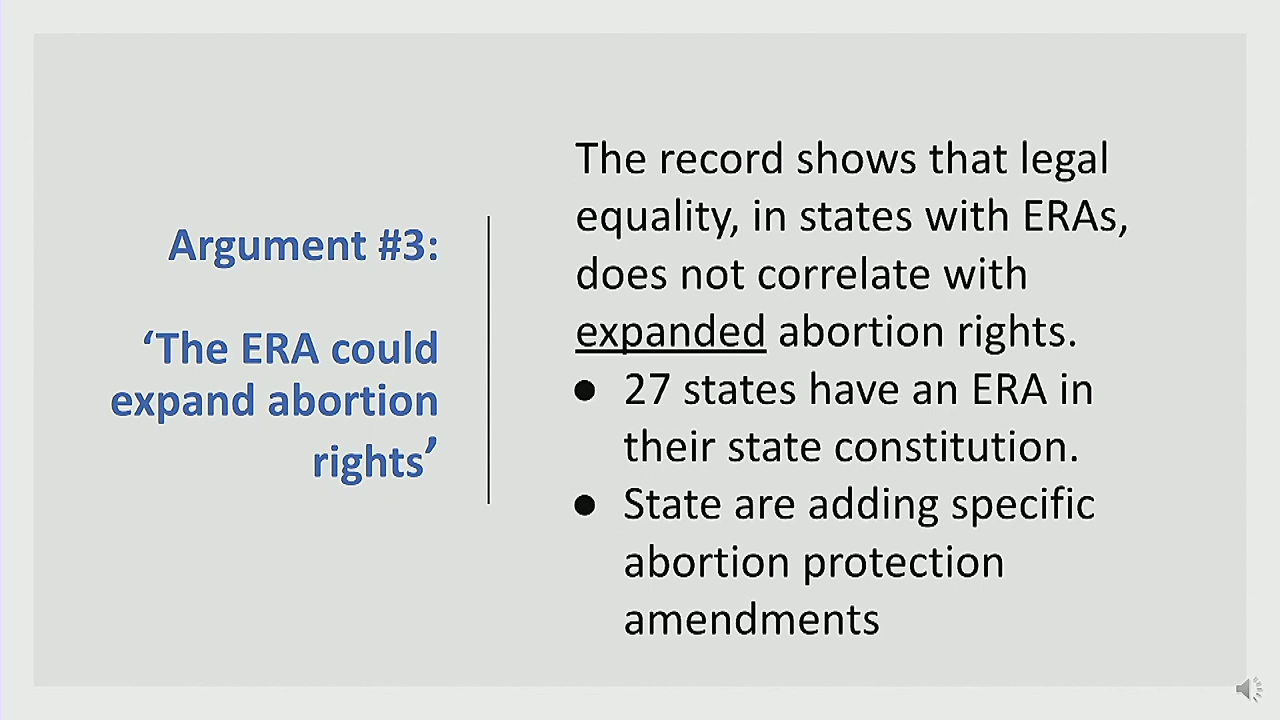 Argument #3:
‘The ERA could
expand abortion
rights’
The record shows that legal
equality, in states with ERAs,
does not correlate with
expanded abortion rights.
● 27 states have an ERA in
their state constitution.
● State are adding specific
abortion protection
amendments